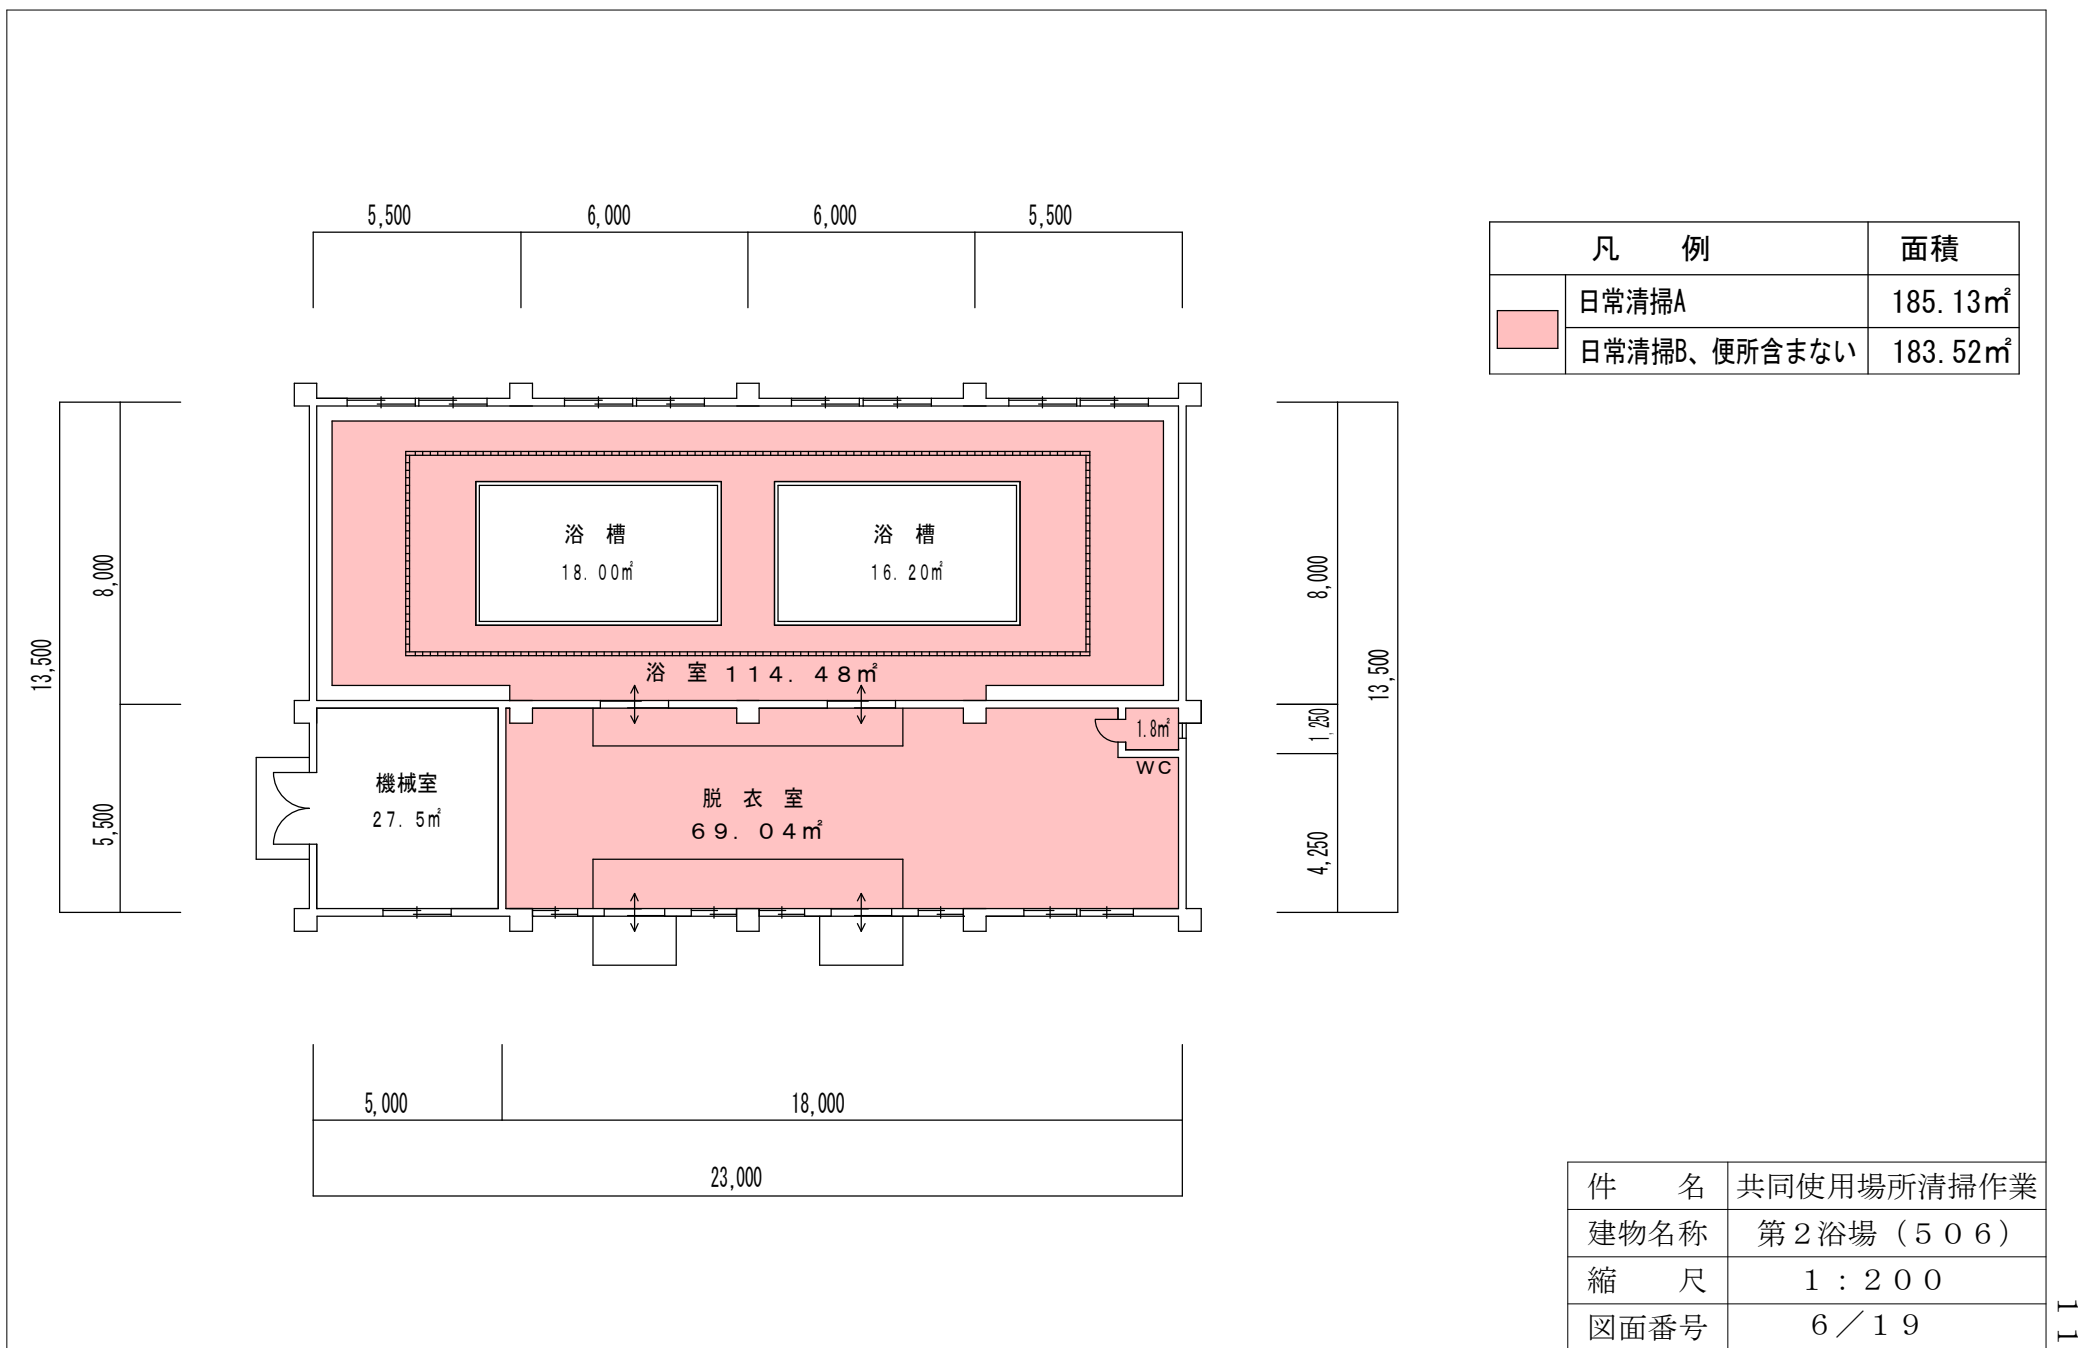 5,500
6,000
6,000
5,500
凡　例
面積
日常清掃A
185.13㎡
日常清掃B、便所含まない
183.52㎡
浴　槽
18.00㎡
浴　槽
16.20㎡
浴　室 114.48㎡
13,500
8,000
5,500
8,000
1,250
4,250
13,500
1.8㎡
WC
機械室
27.5㎡
脱　衣　室
69.04㎡
5,000
18,000
23,000
件　名
共同使用場所清掃作業
建物名称
第２浴場（５０６）
縮　尺
１：２００
図面番号
６／１９
11